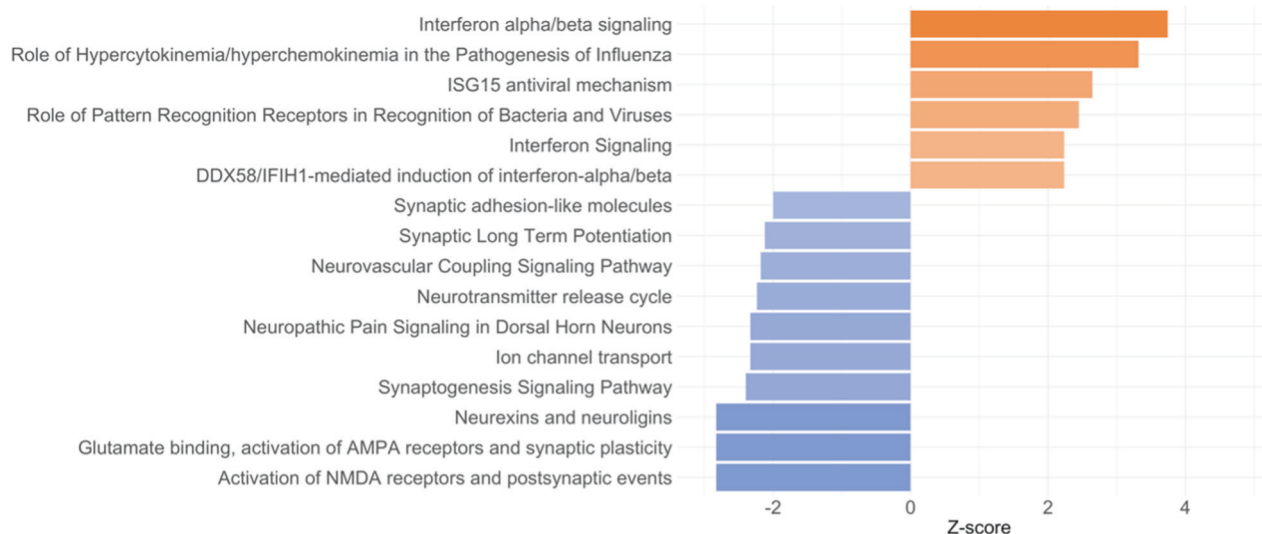 Interferon alpha/beta signaling
Role of Hypercytokinemia/hyperchemokinemia in the Pathogenesis of Influenza
ISG15 antiviral mechanism
Role of Pattern Recognition Receptors in Recognition of Bacteria and Viruses
Interferon Signaling
DDX58/IFIH1-mediated induction of interferon-alpha/beta
Synaptic adhesion-like molecules
Synaptic Long Term Potentiation
Neurovascular Coupling Signaling Pathway
Neurotransmitter release cycle
Neuropathic Pain Signaling in Dorsal Horn Neurons
Ion channel transport
Synaptogenesis Signaling Pathway
Neurexins and neuroligins
Glutamate binding, activation of AMPA receptors and synaptic plasticity
Activation of NMDA receptors and postsynaptic events
-2 0 2 4
Z-score